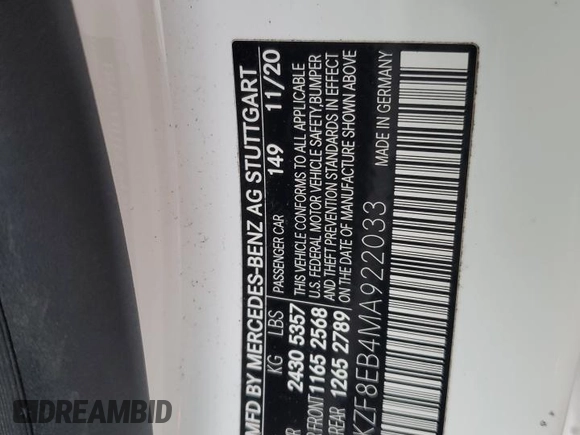 MFD BY MERCEDES-BENZ AG STUTTGART
KG LBS PASSENGER CAR 149 11/20
2430 5357 THIS VEHICLE CONFORMS TO ALL APPLICABLE
FRONT 1165 2568 U.S. FEDERAL MOTOR VEHICLE SAFETY, BUMPER
REAR 1265 2789 AND THEFT PREVENTION STANDARDS IN EFFECT
ON THE DATE OF MANUFACTURE SHOWN ABOVE
KZF8EB4MA922033
MADE IN GERMANY
DREAMBID